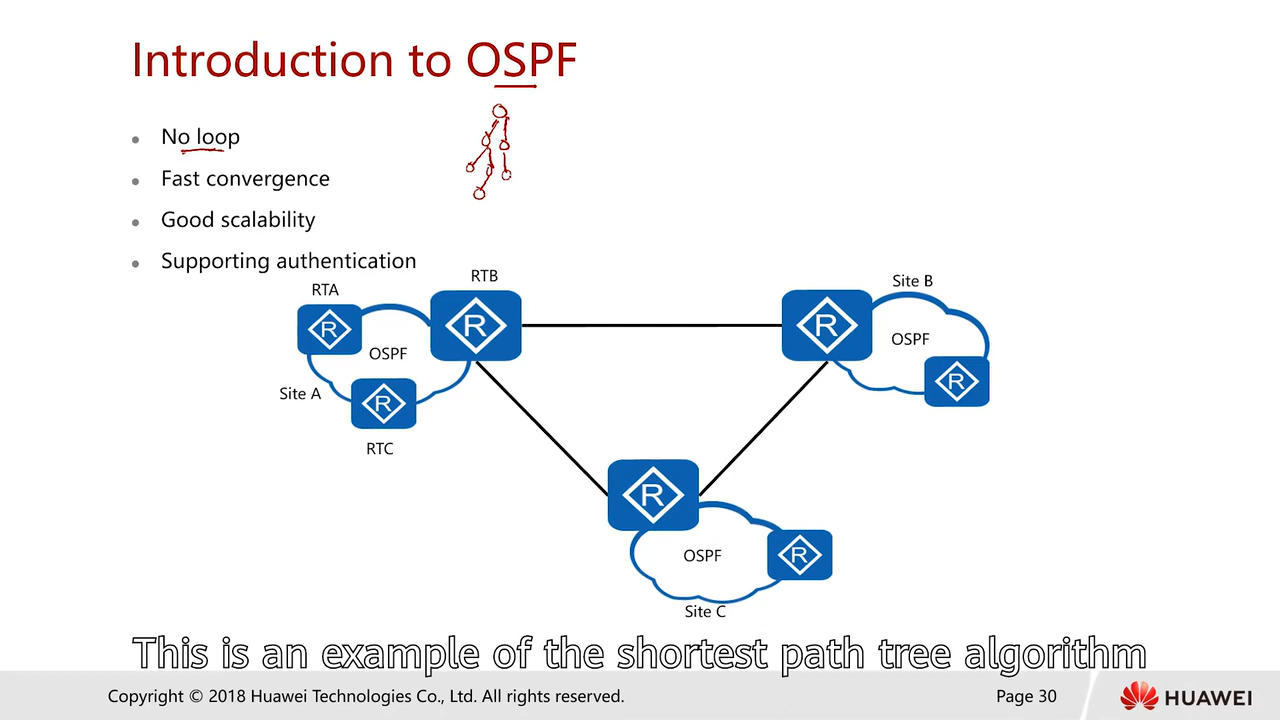 Introduction to OSPF
No loop
Fast convergence
Good scalability
Supporting authentication
RTA
RTB
Site B
R
R
R
OSPF
OSPF
Site A
R
R
RTC
R
OSPF
R
Site C
This is an example of the shortest path tree algorithm
Copyright © 2018 Huawei Technologies Co., Ltd. All rights reserved.
Page 30
HUAWEI